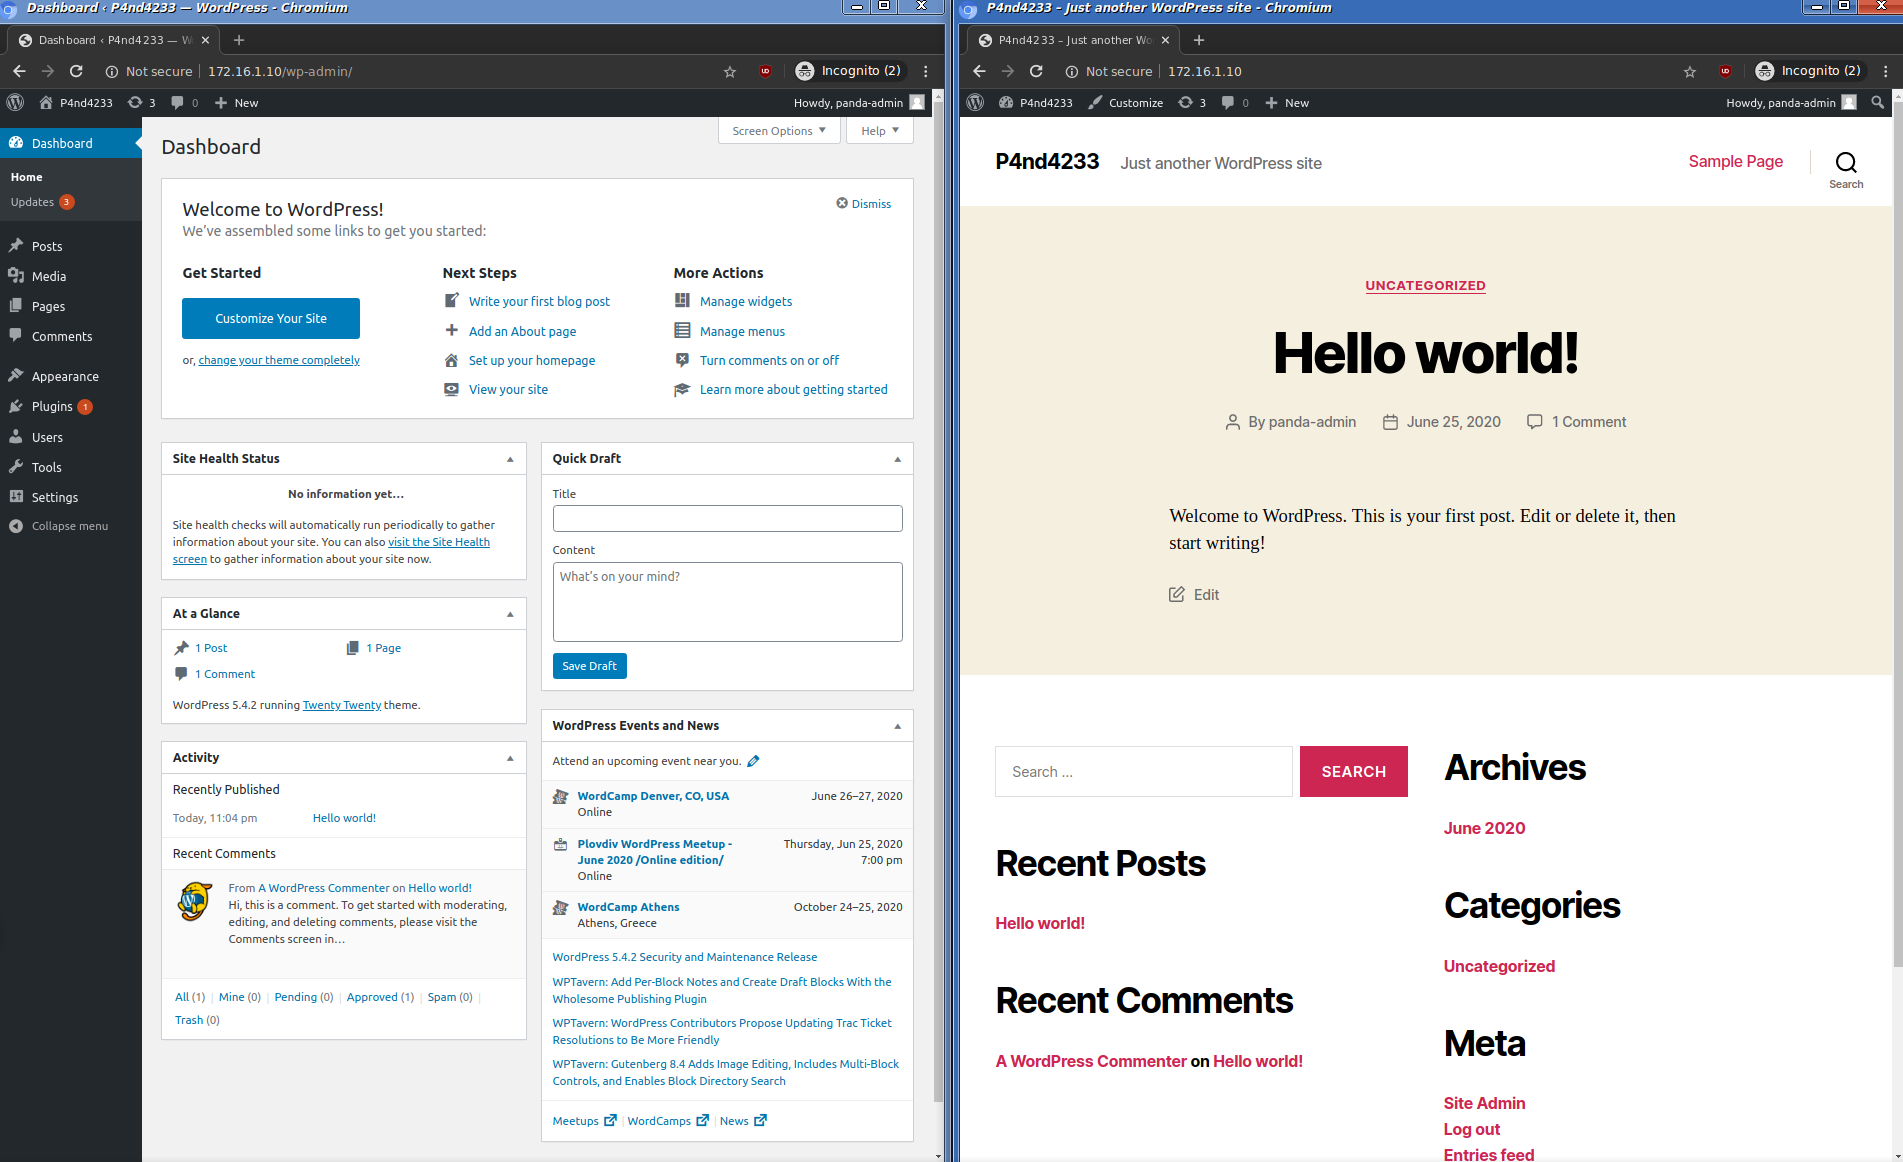 Dashboard ‹ P4nd4233 — WordPress - Chromium
Dashboard ‹ P4nd4233 — W
Not secure | 172.16.1.10/wp-admin/
Incognito (2)
P4nd4233 3 0 New
Howdy, panda-admin
Dashboard
Home
Updates 3
Posts
Media
Pages
Comments
Appearance
Plugins 1
Users
Tools
Settings
Collapse menu
Screen Options
Help
Dashboard
Welcome to WordPress!
We’ve assembled some links to get you started:
Dismiss
Get Started
Customize Your Site
or, change your theme completely
Next Steps
Write your first blog post
Add an About page
Set up your homepage
View your site
More Actions
Manage widgets
Manage menus
Turn comments on or off
Learn more about getting started
Site Health Status
No information yet…
Site health checks will automatically run periodically to gather
information about your site. You can also visit the Site Health
screen to gather information about your site now.
At a Glance
1 Post
1 Page
1 Comment
WordPress 5.4.2 running Twenty Twenty theme.
Activity
Recently Published
Today, 11:04 pm Hello world!
Recent Comments
From A WordPress Commenter on Hello world!
Hi, this is a comment. To get started with moderating,
editing, and deleting comments, please visit the
Comments screen in…
All (1) | Mine (0) | Pending (0) | Approved (1) | Spam (0) |
Trash (0)
Quick Draft
Title
Content
What’s on your mind?
Save Draft
WordPress Events and News
Attend an upcoming event near you.
WordCamp Denver, CO, USA June 26–27, 2020
Online
Plovdiv WordPress Meetup - Thursday, Jun 25, 2020
June 2020 /Online edition/ 7:00 pm
Online
WordCamp Athens October 24–25, 2020
Athens, Greece
WordPress 5.4.2 Security and Maintenance Release
WPTavern: Add Per-Block Notes and Create Draft Blocks With the
Wholesome Publishing Plugin
WPTavern: WordPress Contributors Propose Updating Trac Ticket
Resolutions to Be More Friendly
WPTavern: Gutenberg 8.4 Adds Image Editing, Includes Multi-Block
Controls, and Enables Block Directory Search
Meetups | WordCamps | News
P4nd4233 – Just another WordPress site - Chromium
P4nd4233 – Just another Wo
Not secure | 172.16.1.10
Incognito (2)
P4nd4233 Customize 3 0 New
Howdy, panda-admin
P4nd4233
Just another WordPress site
Sample Page
Search
UNCATEGORIZED
Hello world!
By panda-admin June 25, 2020 1 Comment
Welcome to WordPress. This is your first post. Edit or delete it, then
start writing!
Edit
Search …
SEARCH
Recent Posts
Hello world!
Recent Comments
A WordPress Commenter on Hello world!
Archives
June 2020
Categories
Uncategorized
Meta
Site Admin
Log out
Entries feed